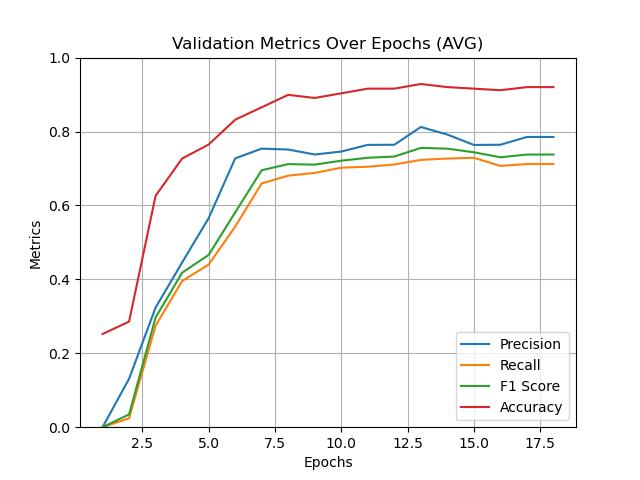 Validation Metrics Over Epochs (AVG)
1.0
0.8
0.6
0.4
0.2
0.0
Metrics
2.5 5.0 7.5 10.0 12.5 15.0 17.5
Epochs
Precision
Recall
F1 Score
Accuracy